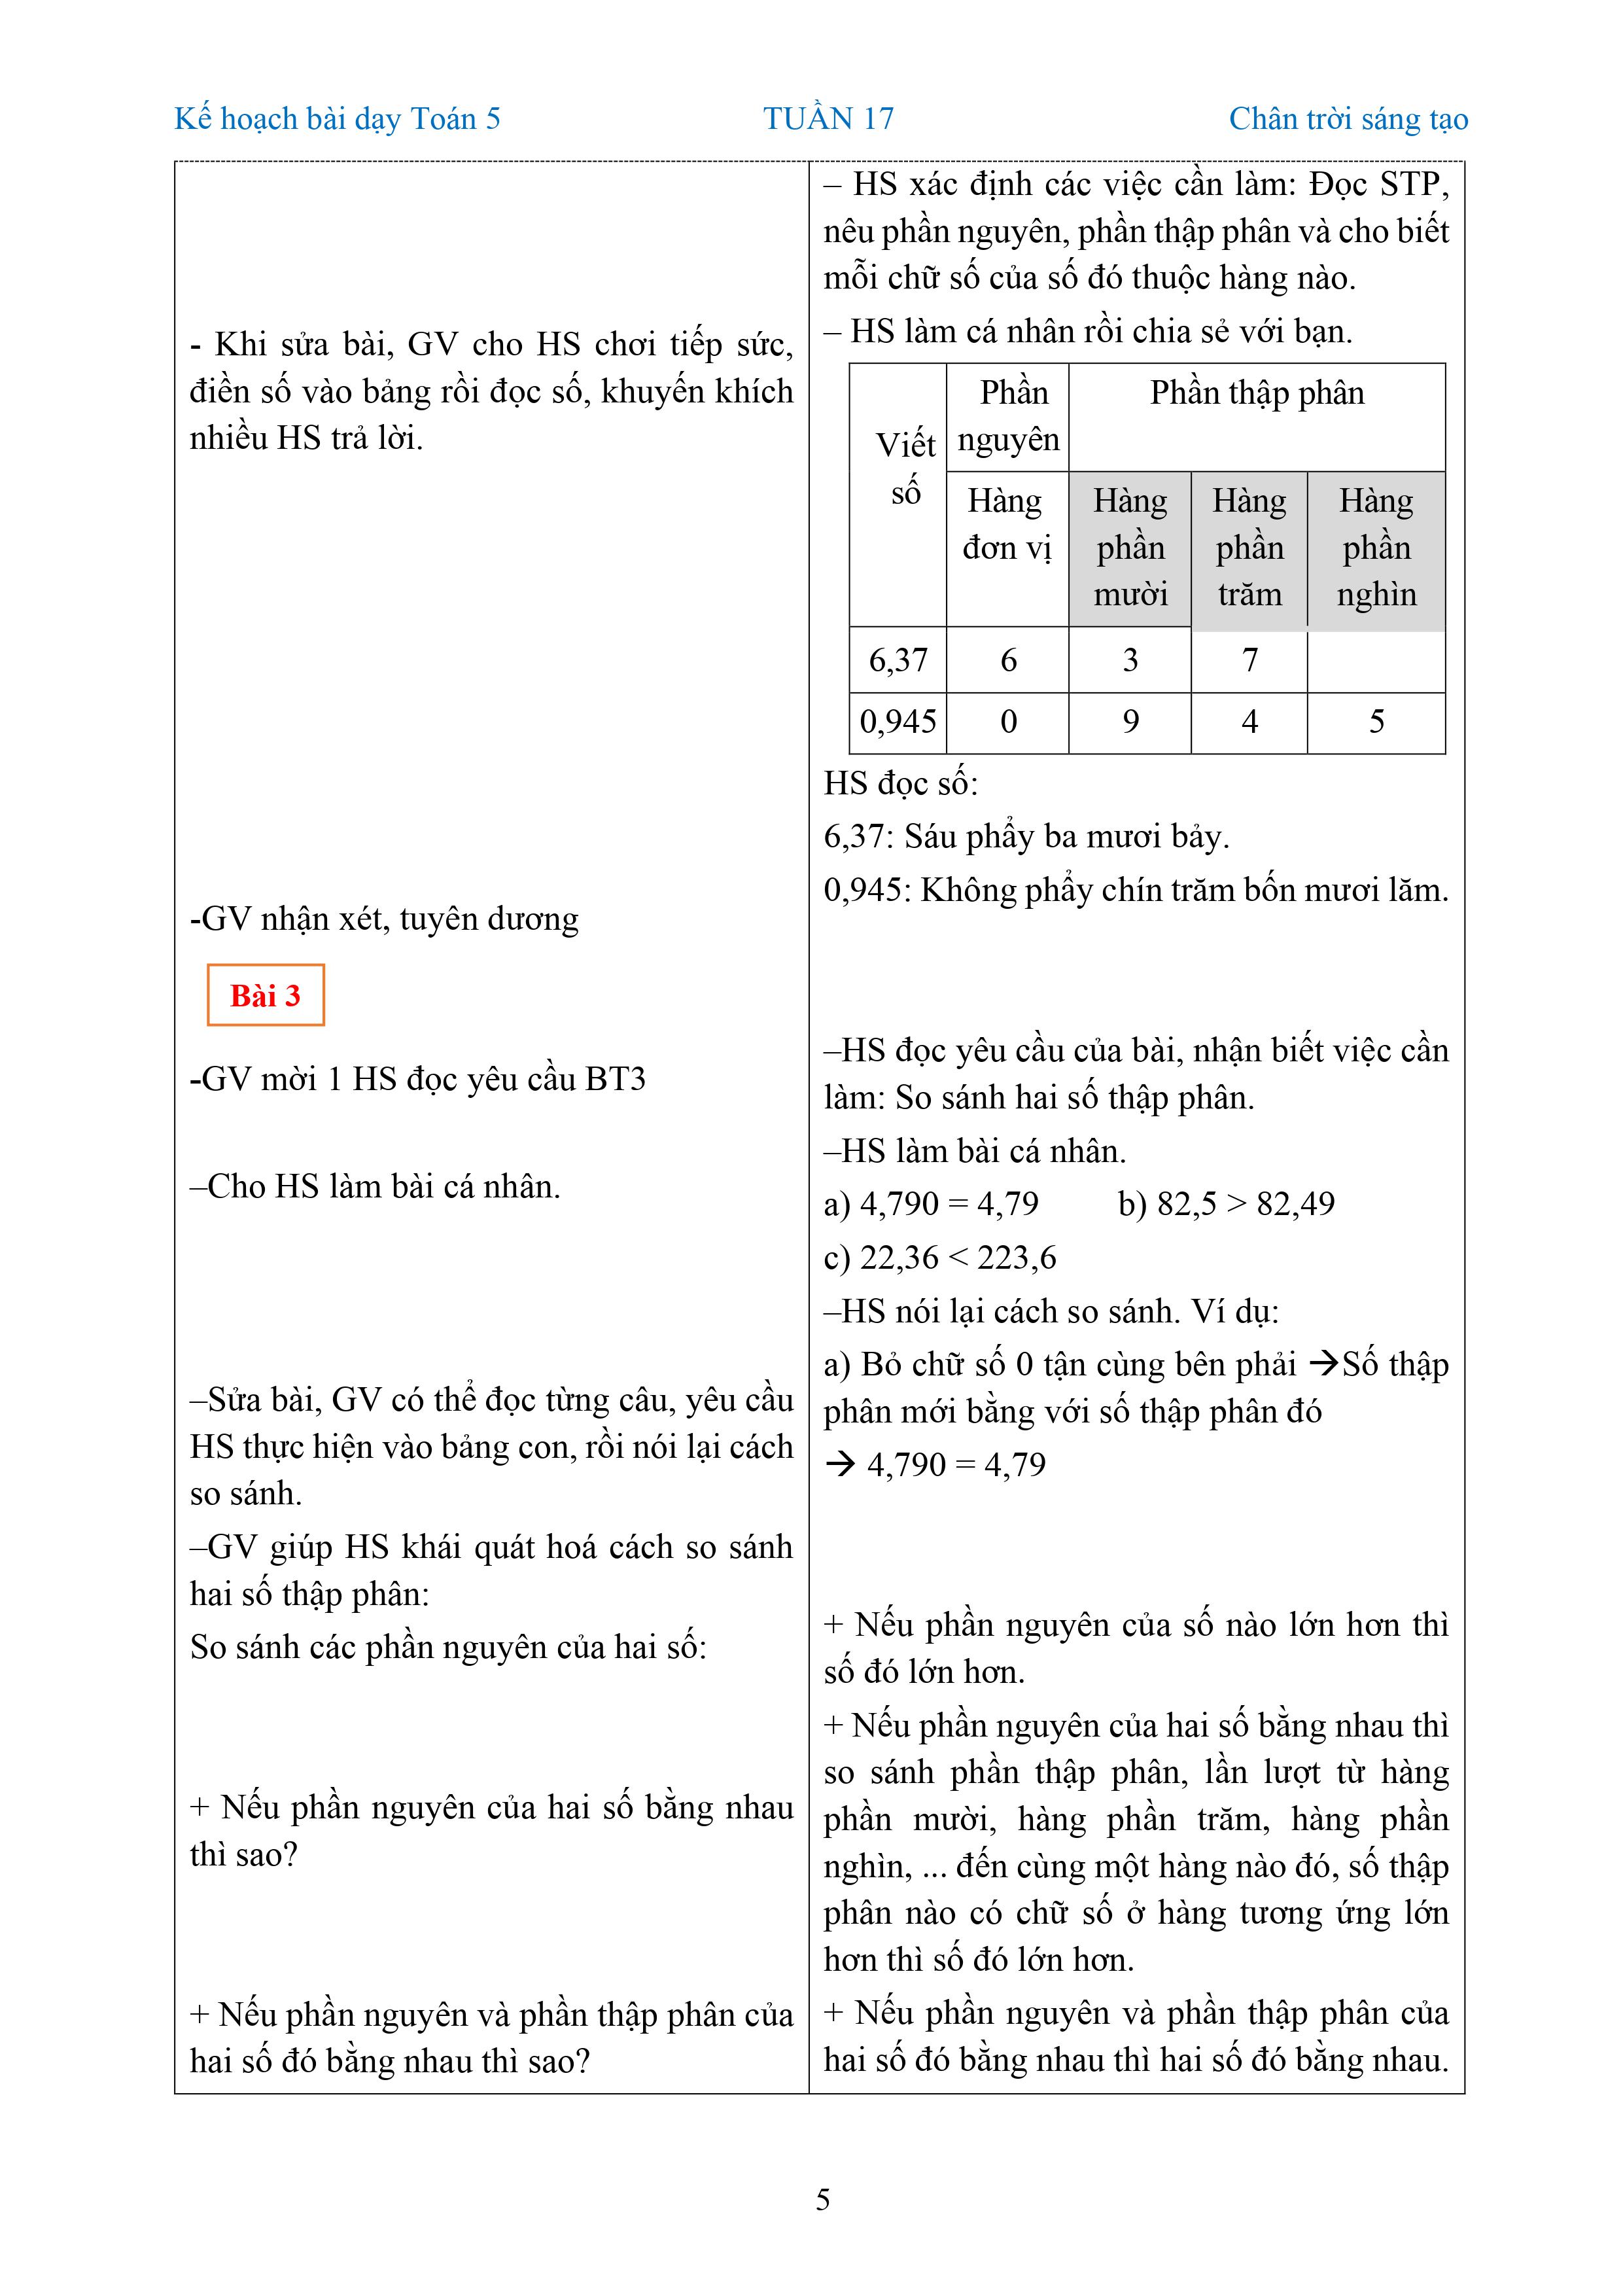 Kế hoạch bài dạy Toán 5 TUẦN 17 Chân trời sáng tạo
- Khi sửa bài, GV cho HS chơi tiếp sức,
điền số vào bảng rồi đọc số, khuyến khích
nhiều HS trả lời.
-GV nhận xét, tuyên dương
Bài 3
-GV mời 1 HS đọc yêu cầu BT3
–Cho HS làm bài cá nhân.
–Sửa bài, GV có thể đọc từng câu, yêu cầu
HS thực hiện vào bảng con, rồi nói lại cách
so sánh.
–GV giúp HS khái quát hoá cách so sánh
hai số thập phân:
So sánh các phần nguyên của hai số:
+ Nếu phần nguyên của hai số bằng nhau
thì sao?
+ Nếu phần nguyên và phần thập phân của
hai số đó bằng nhau thì sao?
– HS xác định các việc cần làm: Đọc STP,
nêu phần nguyên, phần thập phân và cho biết
mỗi chữ số của số đó thuộc hàng nào.
– HS làm cá nhân rồi chia sẻ với bạn.
Viết
số
Phần
nguyên
Phần thập phân
Hàng
đơn vị
Hàng
phần
mười
Hàng
phần
trăm
Hàng
phần
nghìn
6,37 6 3 7
0,945 0 9 4 5
HS đọc số:
6,37: Sáu phẩy ba mươi bảy.
0,945: Không phẩy chín trăm bốn mươi lăm.
–HS đọc yêu cầu của bài, nhận biết việc cần
làm: So sánh hai số thập phân.
–HS làm bài cá nhân.
a) 4,790 = 4,79 b) 82,5 > 82,49
c) 22,36 < 223,6
–HS nói lại cách so sánh. Ví dụ:
a) Bỏ chữ số 0 tận cùng bên phải →Số thập
phân mới bằng với số thập phân đó
→ 4,790 = 4,79
+ Nếu phần nguyên của số nào lớn hơn thì
số đó lớn hơn.
+ Nếu phần nguyên của hai số bằng nhau thì
so sánh phần thập phân, lần lượt từ hàng
phần mười, hàng phần trăm, hàng phần
nghìn, ... đến cùng một hàng nào đó, số thập
phân nào có chữ số ở hàng tương ứng lớn
hơn thì số đó lớn hơn.
+ Nếu phần nguyên và phần thập phân của
hai số đó bằng nhau thì hai số đó bằng nhau.
5